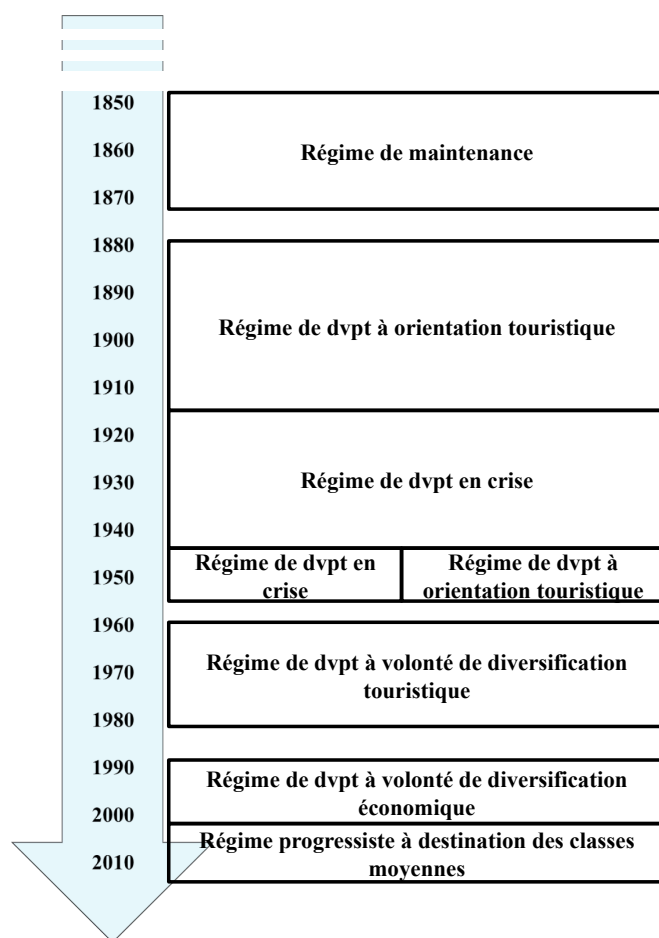 1850
1860
Régime de maintenance
1870
1880
1890
Régime de dvpt à orientation touristique
1900
1910
1920
1930
Régime de dvpt en crise
1940
Régime de dvpt en
crise
Régime de dvpt à
orientation touristique
1950
1960
Régime de dvpt à volonté de diversification
touristique
1970
1980
1990
Régime de dvpt à volonté de diversification
économique
2000
Régime progressiste à destination des classes
moyennes
2010